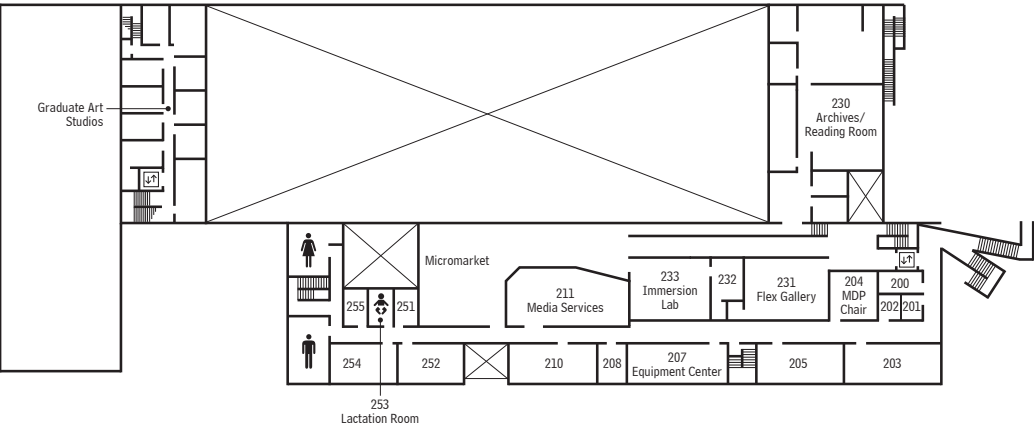 Graduate Art
Studios
230
Archives/
Reading Room
Micromarket
211
Media Services
233
Immersion
Lab
232
231
Flex Gallery
204
MDP
Chair
200
202
201
255
251
254
252
210
208
207
Equipment Center
205
203
253
Lactation Room